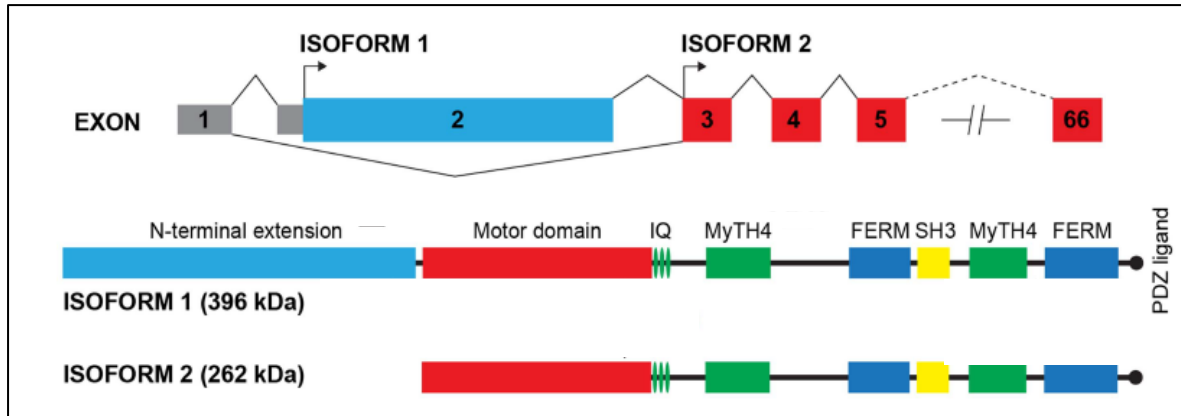 ISOFORM 1 ISOFORM 2
EXON 1 2 3 4 5 66
N-terminal extension Motor domain IQ MyTH4 FERM SH3 MyTH4 FERM
PDZ ligand
ISOFORM 1 (396 kDa)
ISOFORM 2 (262 kDa)